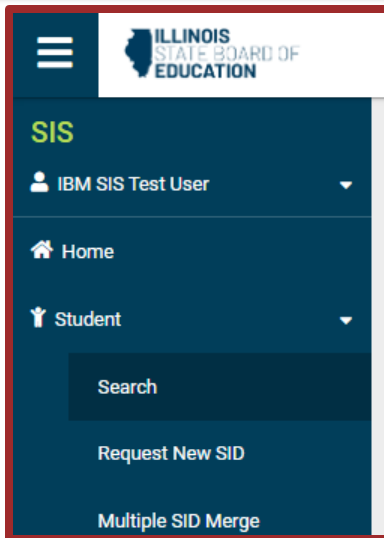 ILLINOIS
STATE BOARD OF
EDUCATION
SIS
IBM SIS Test User
Home
Student
Search
Request New SID
Multiple SID Merge